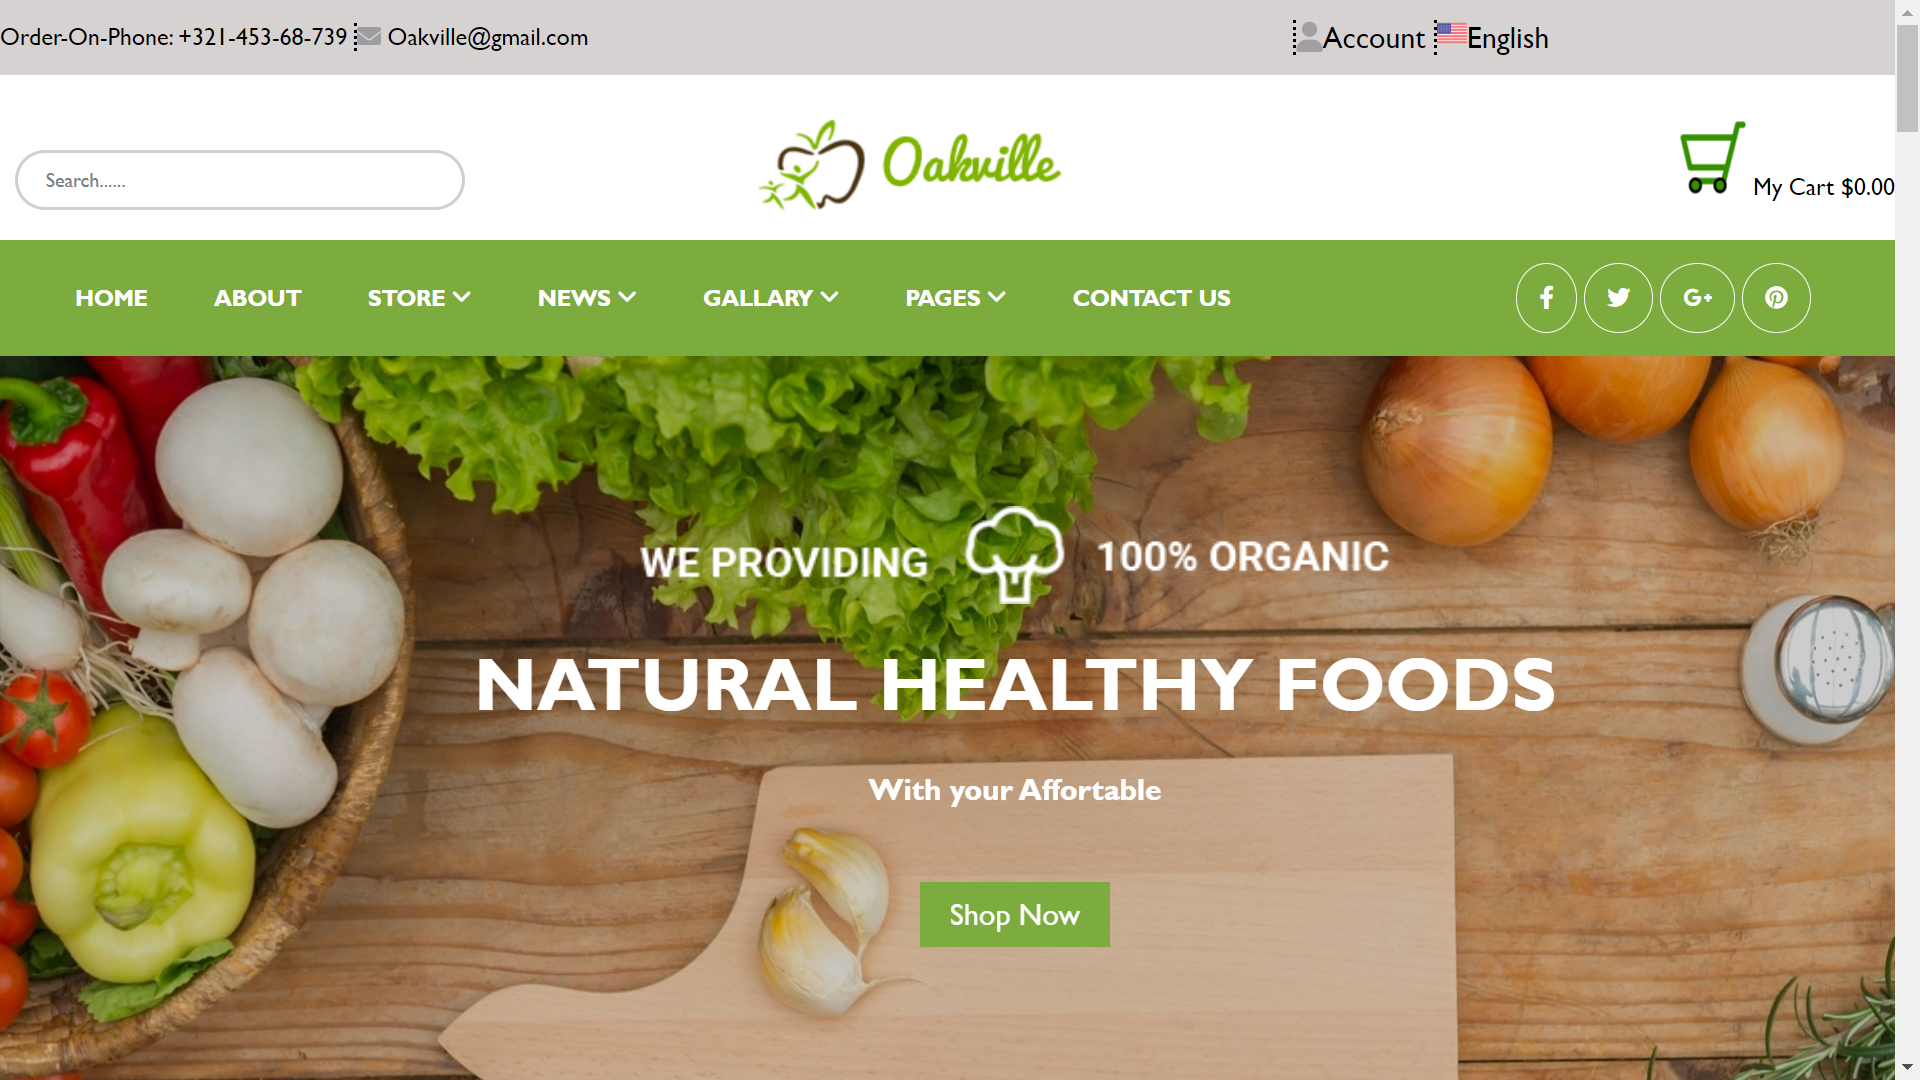 Order-On-Phone: +321-453-68-739 Oakville@gmail.com Account English
Search......
Oakville
My Cart $0.00
HOME ABOUT STORE NEWS GALLARY PAGES CONTACT US
WE PROVIDING 100% ORGANIC
NATURAL HEALTHY FOODS
With your Affortable
Shop Now